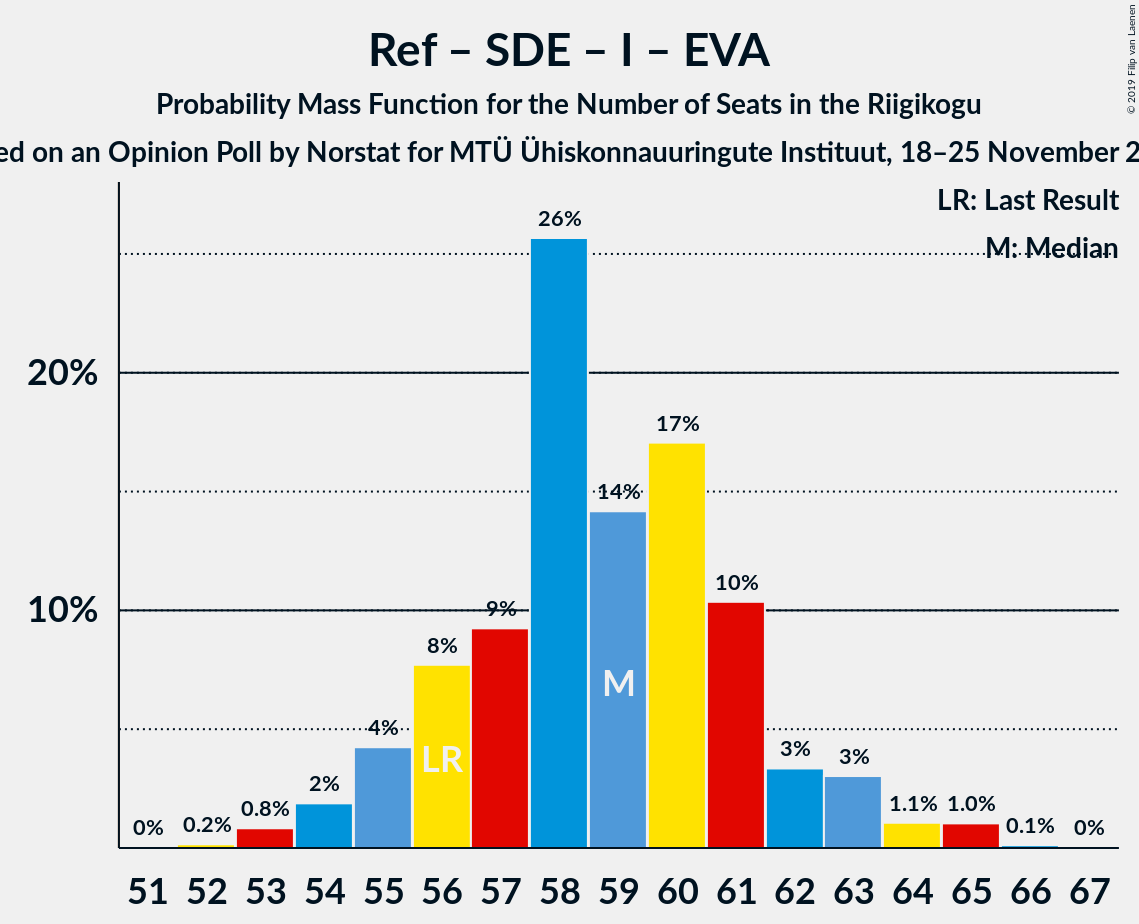 Ref – SDE – I – EVA
Probability Mass Function for the Number of Seats in the Riigikogu
on an Opinion Poll by Norstat for MTÜ Ühiskonnauuringute Instituut, 18–25 November
© 2019 Filip van Laenen
LR: Last Result
M: Median
26%
20%
17%
14%
10%
10%
9%
8%
M
4%
LR
3%
3%
2%
0.8%
1.1%
1.0%
0%
0.2%
0.1%
0%
51 52 53 54 55 56 57 58 59 60 61 62 63 64 65 66 67